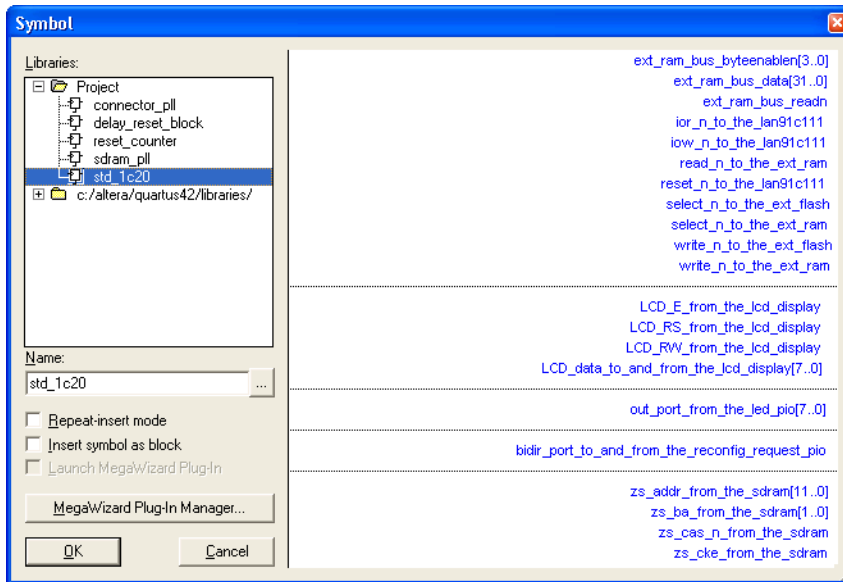 Symbol
Libraries:
Project
connector_pll
delay_reset_block
reset_counter
sdram_pll
std_1c20
c:/altera/quartus42/libraries/
Name:
std_1c20
...
Repeat-insert mode
Insert symbol as block
Launch MegaWizard Plug-In
MegaWizard Plug-In Manager...
OK
Cancel
ext_ram_bus_byteenablen[3..0]
ext_ram_bus_data[31..0]
ext_ram_bus_readn
ior_n_to_the_lan91c111
iow_n_to_the_lan91c111
read_n_to_the_ext_ram
reset_n_to_the_lan91c111
select_n_to_the_ext_flash
select_n_to_the_ext_ram
write_n_to_the_ext_flash
write_n_to_the_ext_ram
LCD_E_from_the_lcd_display
LCD_RS_from_the_lcd_display
LCD_RW_from_the_lcd_display
LCD_data_to_and_from_the_lcd_display[7..0]
out_port_from_the_led_pio[7..0]
bidir_port_to_and_from_the_reconfig_request_pio
zs_addr_from_the_sdram[11..0]
zs_ba_from_the_sdram[1..0]
zs_cas_n_from_the_sdram
zs_cke_from_the_sdram